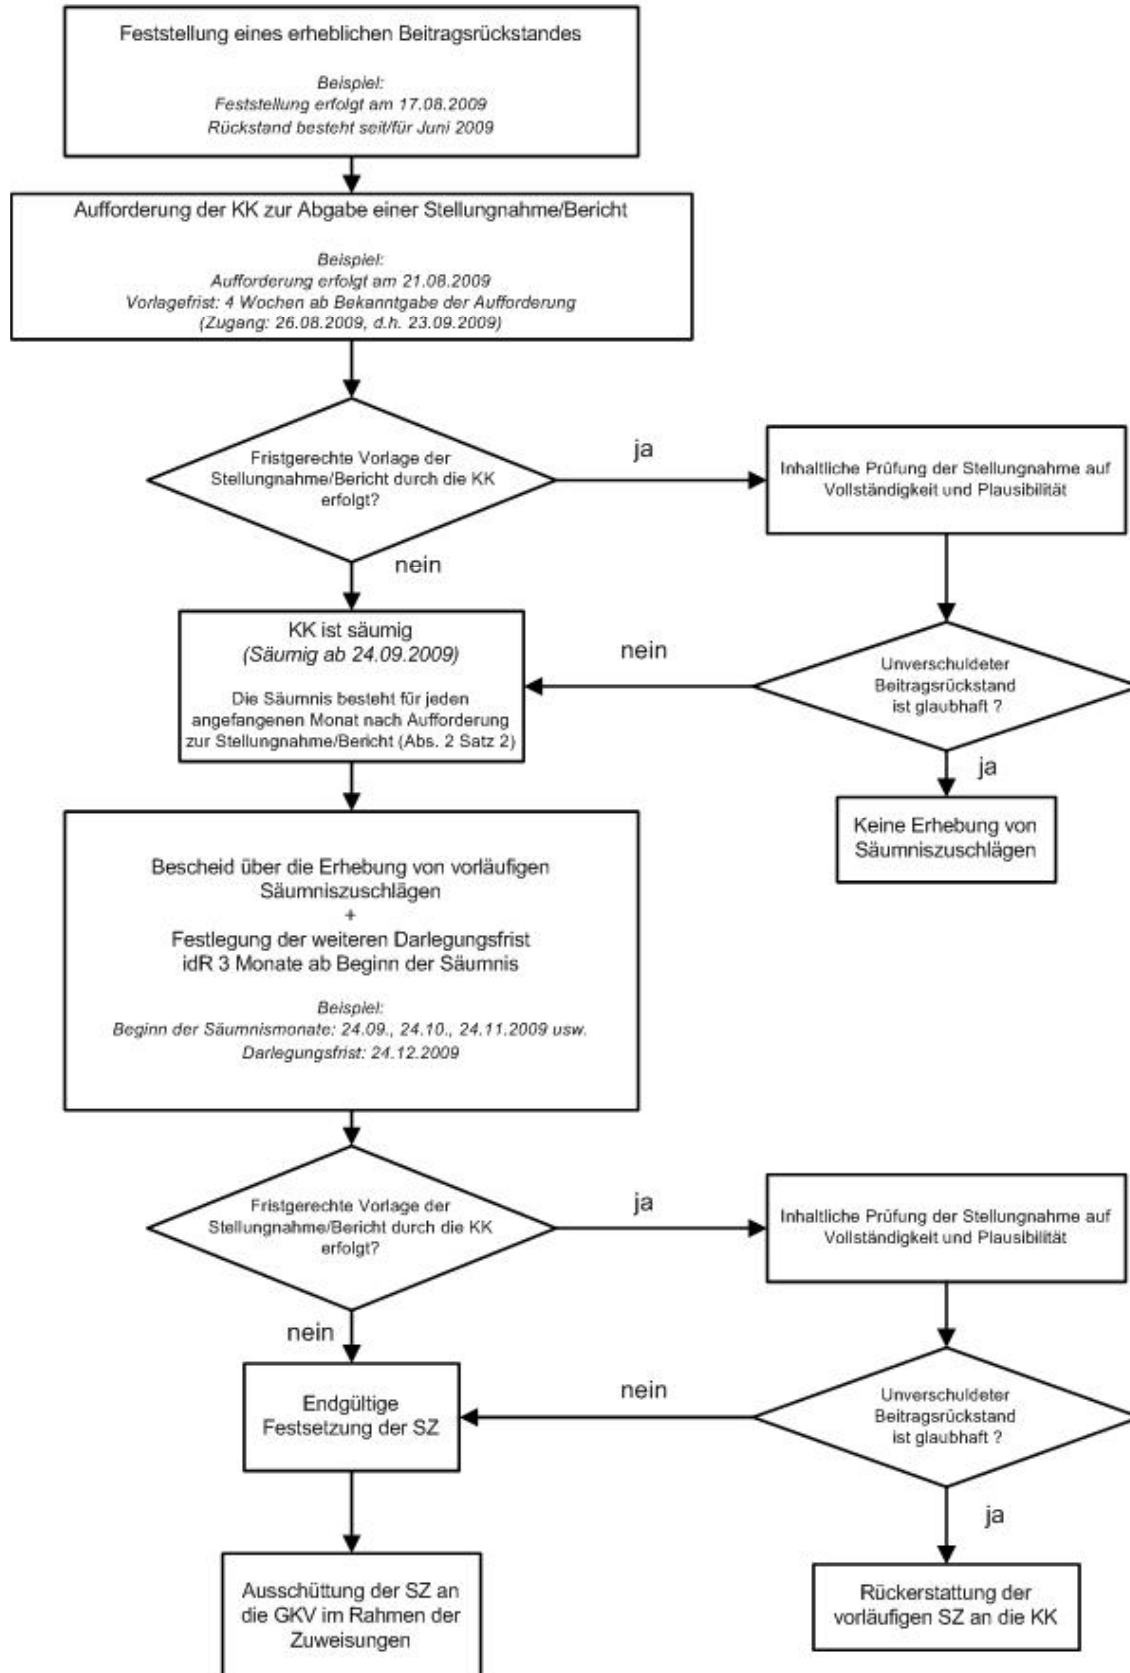 Feststellung eines erheblichen Beitragsrückstandes
Beispiel:
Feststellung erfolgt am 17.08.2009
Rückstand besteht seit/für Juni 2009
Aufforderung der KK zur Abgabe einer Stellungnahme/Bericht
Beispiel:
Aufforderung erfolgt am 21.08.2009
Vorlagefrist: 4 Wochen ab Bekanntgabe der Aufforderung
(Zugang: 26.08.2009, d.h. 23.09.2009)
Fristgerechte Vorlage der
Stellungnahme/Bericht durch die KK
erfolgt?
ja
Inhaltliche Prüfung der Stellungnahme auf
Vollständigkeit und Plausibilität
nein
KK ist säumig
(Säumig ab 24.09.2009)
Die Säumnis besteht für jeden
angefangenen Monat nach Aufforderung
zur Stellungnahme/Bericht (Abs. 2 Satz 2)
nein
Unverschuldeter
Beitragsrückstand
ist glaubhaft ?
ja
Keine Erhebung von
Säumniszuschlägen
Bescheid über die Erhebung von vorläufigen
Säumniszuschlägen
+
Festlegung der weiteren Darlegungsfrist
idR 3 Monate ab Beginn der Säumnis
Beispiel:
Beginn der Säumnismonate: 24.09., 24.10., 24.11.2009 usw.
Darlegungsfrist: 24.12.2009
Fristgerechte Vorlage der
Stellungnahme/Bericht durch die KK
erfolgt?
ja
Inhaltliche Prüfung der Stellungnahme auf
Vollständigkeit und Plausibilität
nein
Endgültige
Festsetzung der SZ
nein
Unverschuldeter
Beitragsrückstand
ist glaubhaft ?
ja
Ausschüttung der SZ an
die GKV im Rahmen der
Zuweisungen
Rückerstattung der
vorläufigen SZ an die KK